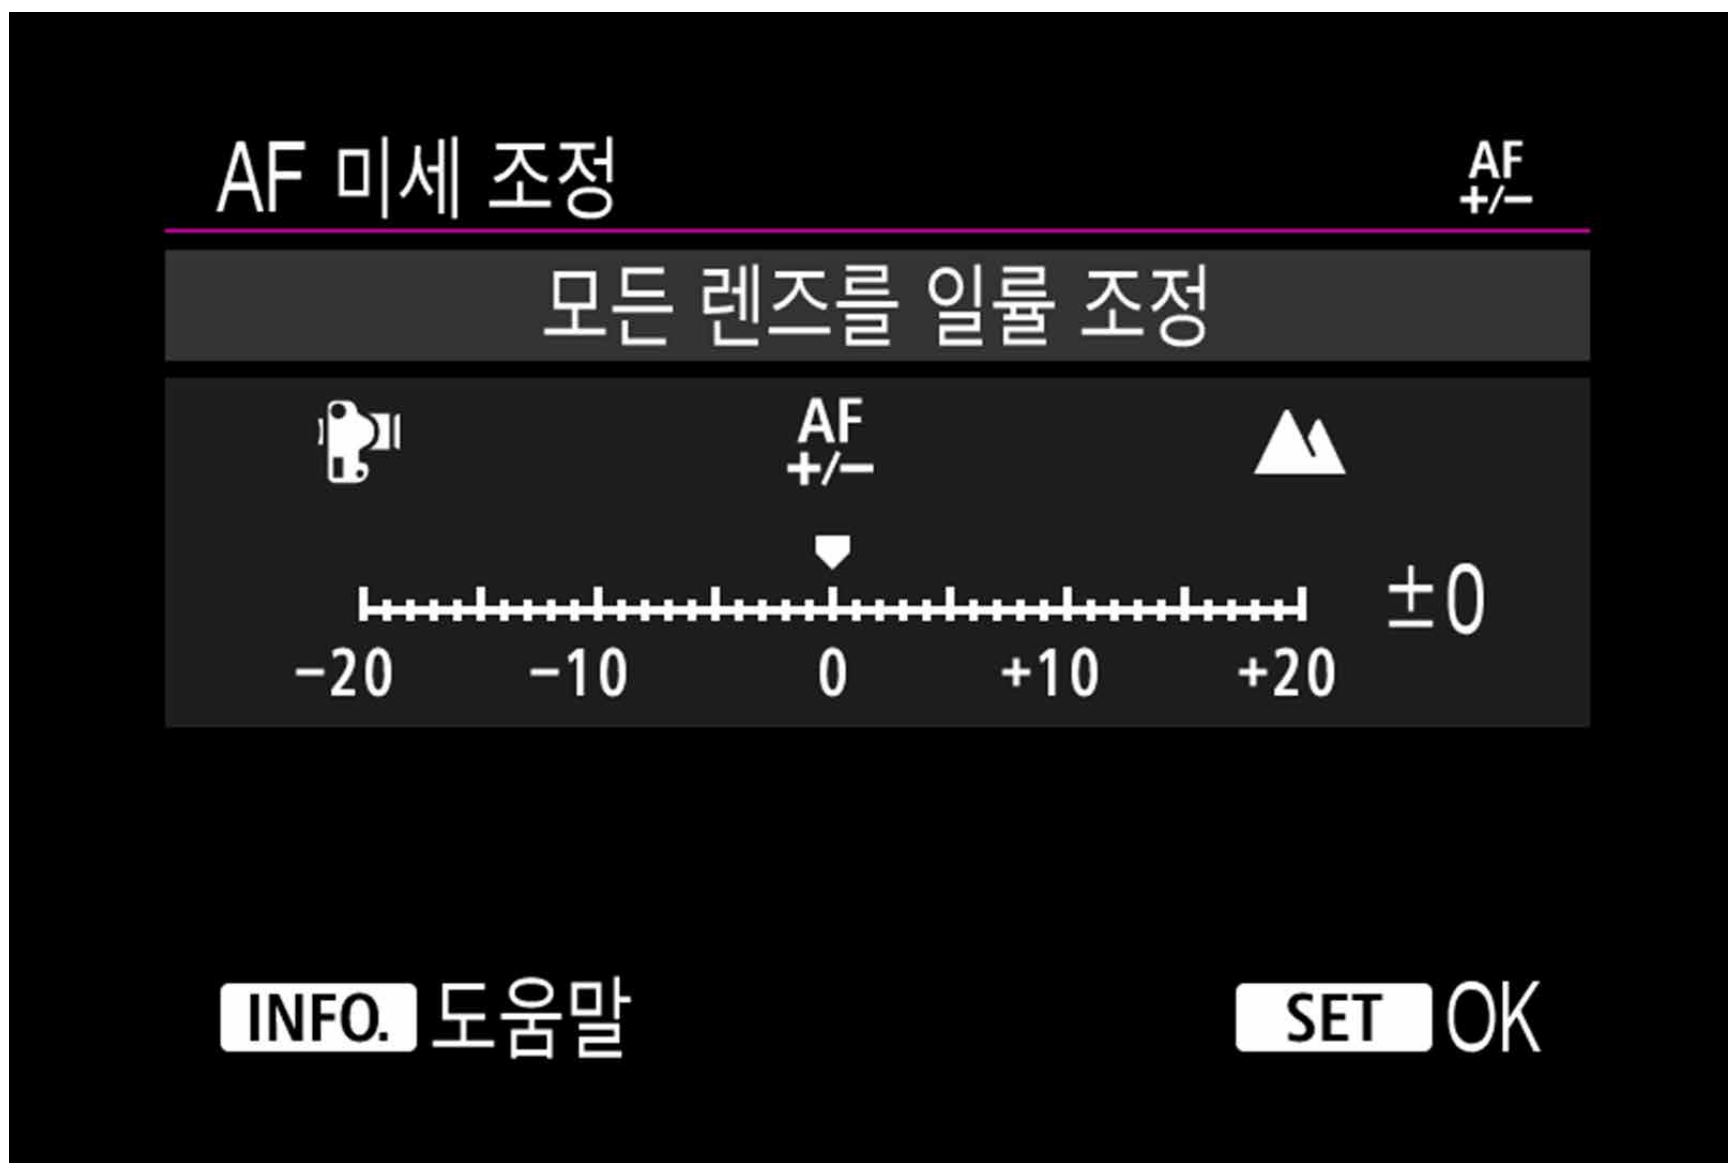 AF 미세 조정
AF
+/−
모든 렌즈를 일률 조정
AF
+/−
±0
−20 −10 0 +10 +20
INFO. 도움말
SET OK